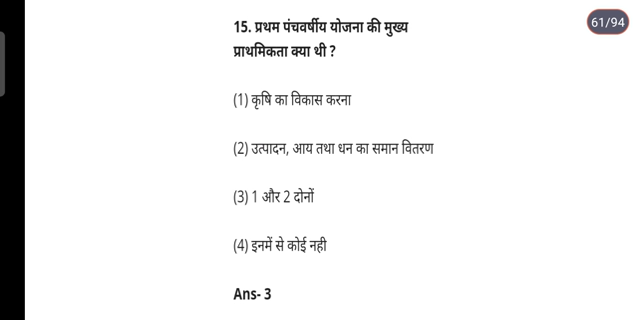 15. प्रथम पंचवर्षीय योजना की मुख्य
प्राथमिकता क्या थी ?
(1) कृषि का विकास करना
(2) उत्पादन, आय तथा धन का समान वितरण
(3) 1 और 2 दोनों
(4) इनमें से कोई नही
Ans- 3
61/94